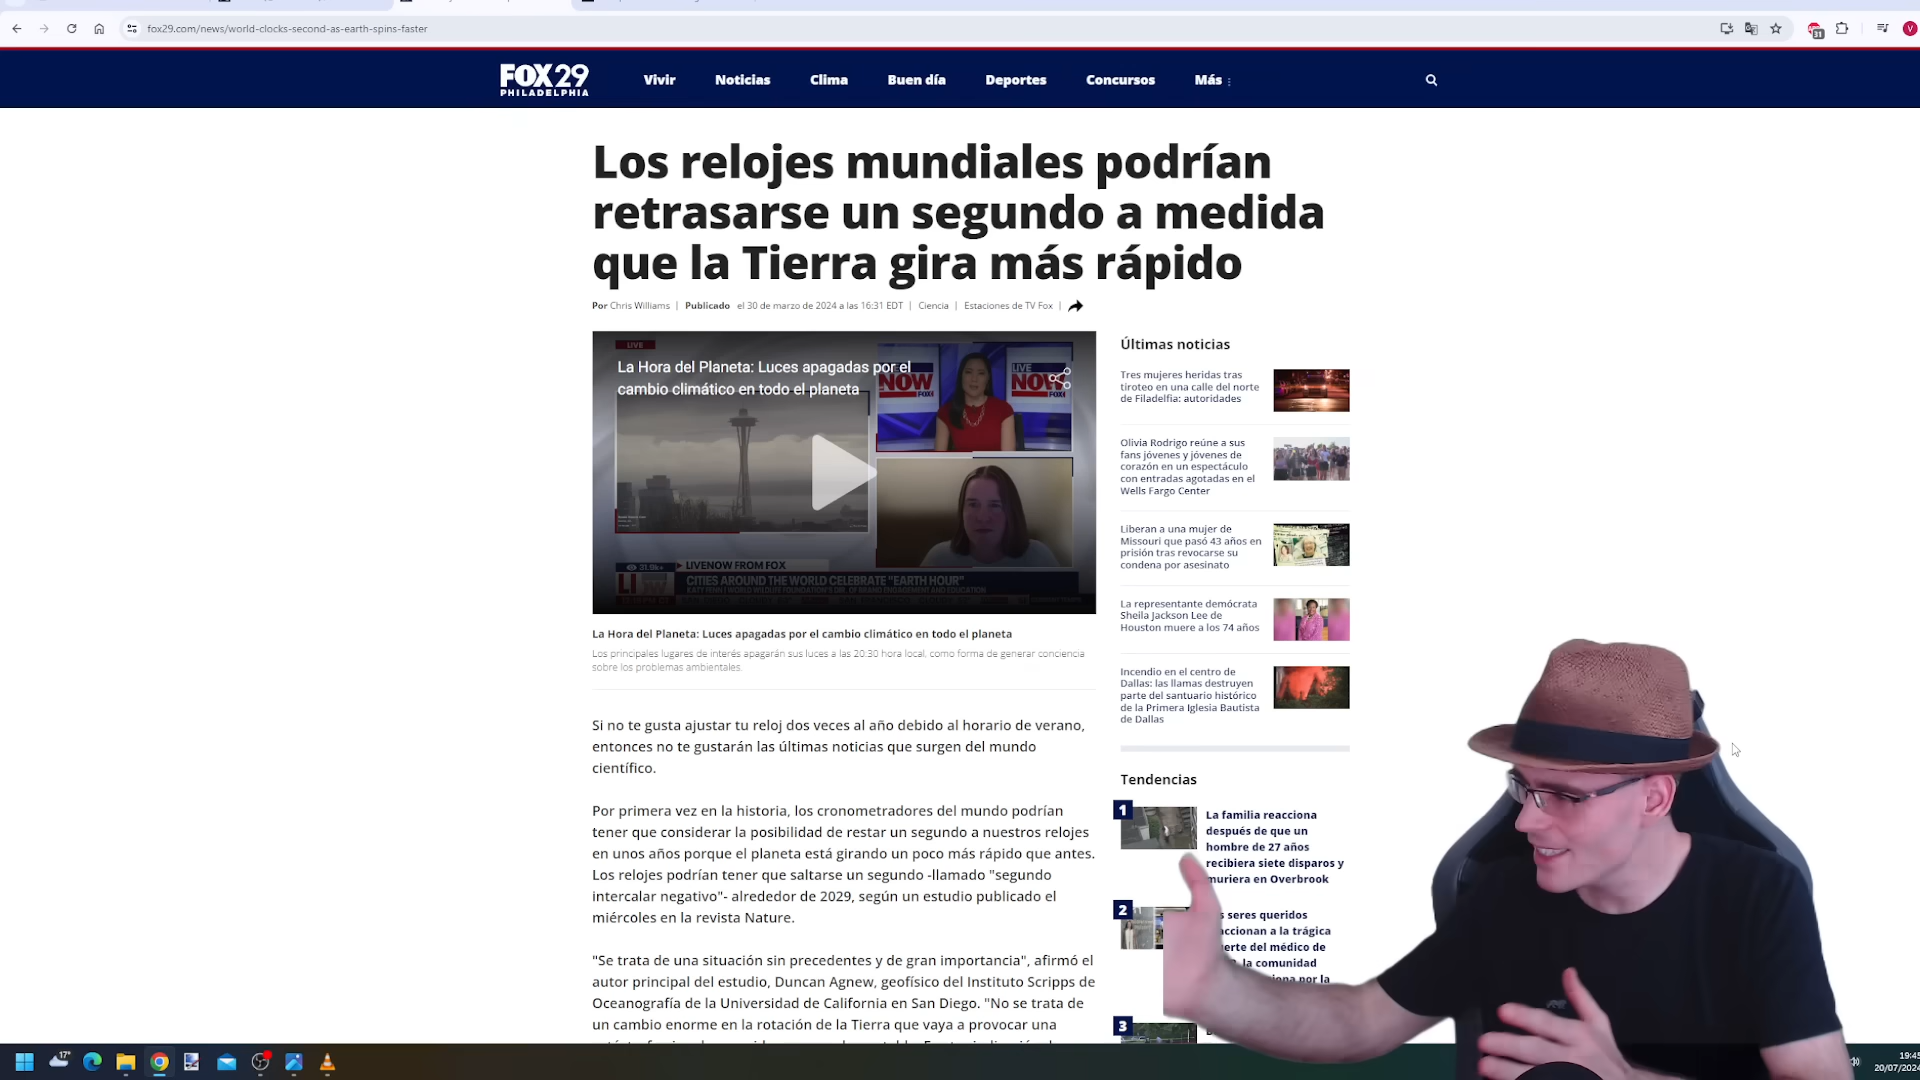 fox29.com/news/world-clocks-second-as-earth-spins-faster
31
V
FOX 29
PHILADELPHIA
Vivir
Noticias
Clima
Buen día
Deportes
Concursos
Más
Los relojes mundiales podrían
retrasarse un segundo a medida
que la Tierra gira más rápido
Por Chris Williams | Publicado el 30 de marzo de 2024 a las 16:31 EDT | Ciencia | Estaciones de TV Fox |
LIVE
La Hora del Planeta: Luces apagadas por el
cambio climático en todo el planeta
NOW
LIVE
NOW
LIVENOW FROM FOX
CITIES AROUND THE WORLD CELEBRATE "EARTH HOUR"
La Hora del Planeta: Luces apagadas por el cambio climático en todo el planeta
Los principales lugares de interés apagarán sus luces a las 20:30 hora local, como forma de generar conciencia
sobre los problemas ambientales.
Si no te gusta ajustar tu reloj dos veces al año debido al horario de verano,
entonces no te gustarán las últimas noticias que surgen del mundo
científico.
Por primera vez en la historia, los cronometradores del mundo podrían
tener que considerar la posibilidad de restar un segundo a nuestros relojes
en unos años porque el planeta está girando un poco más rápido que antes.
Los relojes podrían tener que saltarse un segundo -llamado "segundo
intercalar negativo"- alrededor de 2029, según un estudio publicado el
miércoles en la revista Nature.
"Se trata de una situación sin precedentes y de gran importancia", afirmó el
autor principal del estudio, Duncan Agnew, geofísico del Instituto Scripps de
Oceanografía de la Universidad de California en San Diego. "No se trata de
un cambio enorme en la rotación de la Tierra que vaya a provocar una
Últimas noticias
Tres mujeres heridas tras
tiroteo en una calle del norte
de Filadelfia: autoridades
Olivia Rodrigo reúne a sus
fans jóvenes y jóvenes de
corazón en un espectáculo
con entradas agotadas en el
Wells Fargo Center
Liberan a una mujer de
Missouri que pasó 43 años en
prisión tras revocarse su
condena por asesinato
La representante demócrata
Sheila Jackson Lee de
Houston muere a los 74 años
Incendio en el centro de
Dallas: las llamas destruyen
parte del santuario histórico
de la Primera Iglesia Bautista
de Dallas
Tendencias
1
La familia reacciona
después de que un
hombre de 27 años
recibiera siete disparos y
muriera en Overbrook
2
seres queridos
accionan a la trágica
erte del médico de
la comunidad
iona por la
3
17°
19:45
20/07/2024